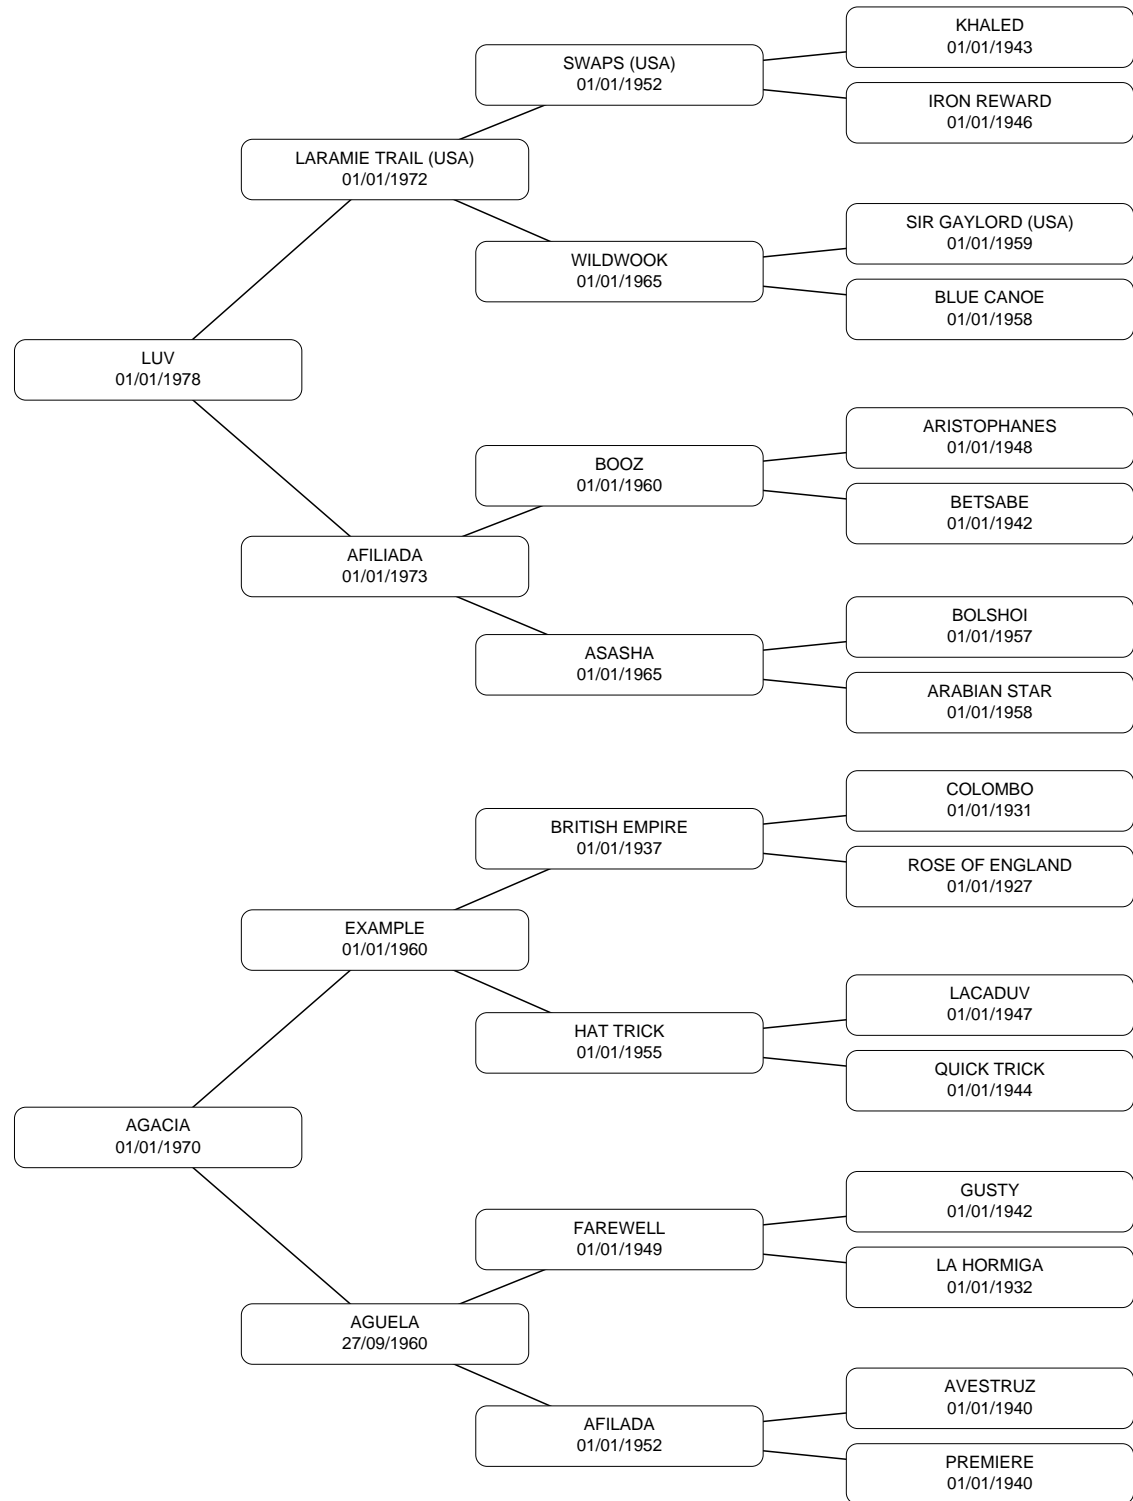 KHALED
01/01/1943
SWAPS (USA)
01/01/1952
IRON REWARD
01/01/1946
LARAMIE TRAIL (USA)
01/01/1972
SIR GAYLORD (USA)
01/01/1959
WILDWOOK
01/01/1965
BLUE CANOE
01/01/1958
LUV
01/01/1978
ARISTOPHANES
01/01/1948
BOOZ
01/01/1960
BETSABE
01/01/1942
AFILIADA
01/01/1973
BOLSHOI
01/01/1957
ASASHA
01/01/1965
ARABIAN STAR
01/01/1958
COLOMBO
01/01/1931
BRITISH EMPIRE
01/01/1937
ROSE OF ENGLAND
01/01/1927
EXAMPLE
01/01/1960
LACADUV
01/01/1947
HAT TRICK
01/01/1955
QUICK TRICK
01/01/1944
AGACIA
01/01/1970
GUSTY
01/01/1942
FAREWELL
01/01/1949
LA HORMIGA
01/01/1932
AGUELA
27/09/1960
AVESTRUZ
01/01/1940
AFILADA
01/01/1952
PREMIERE
01/01/1940